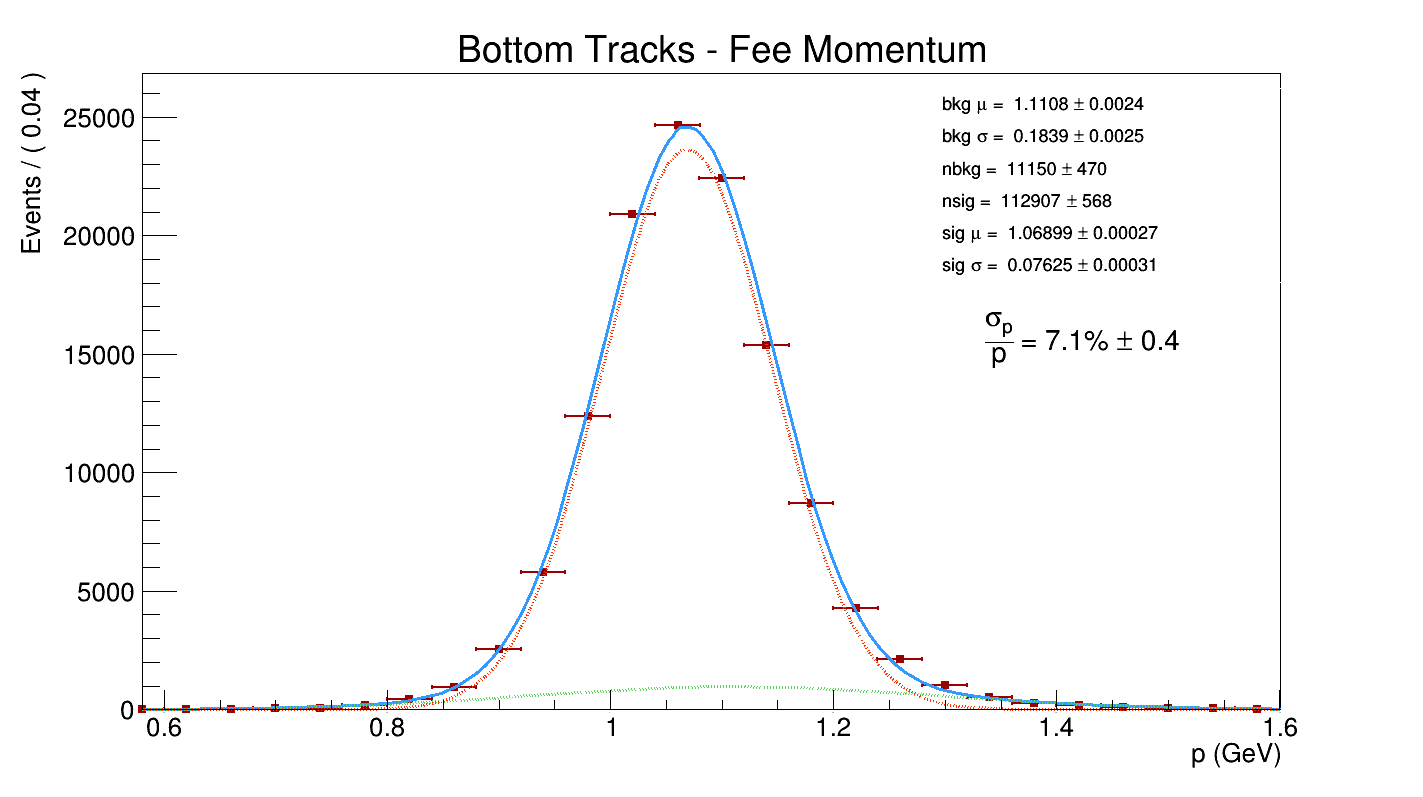 Bottom Tracks - Fee Momentum
Events / ( 0.04 )
25000
20000
15000
10000
5000
0
bkg μ = 1.1108 ± 0.0024
bkg σ = 0.1839 ± 0.0025
nbkg = 11150 ± 470
nsig = 112907 ± 568
sig μ = 1.06899 ± 0.00027
sig σ = 0.07625 ± 0.00031
σp/p = 7.1% ± 0.4
0.6 0.8 1 1.2 1.4 1.6
p (GeV)